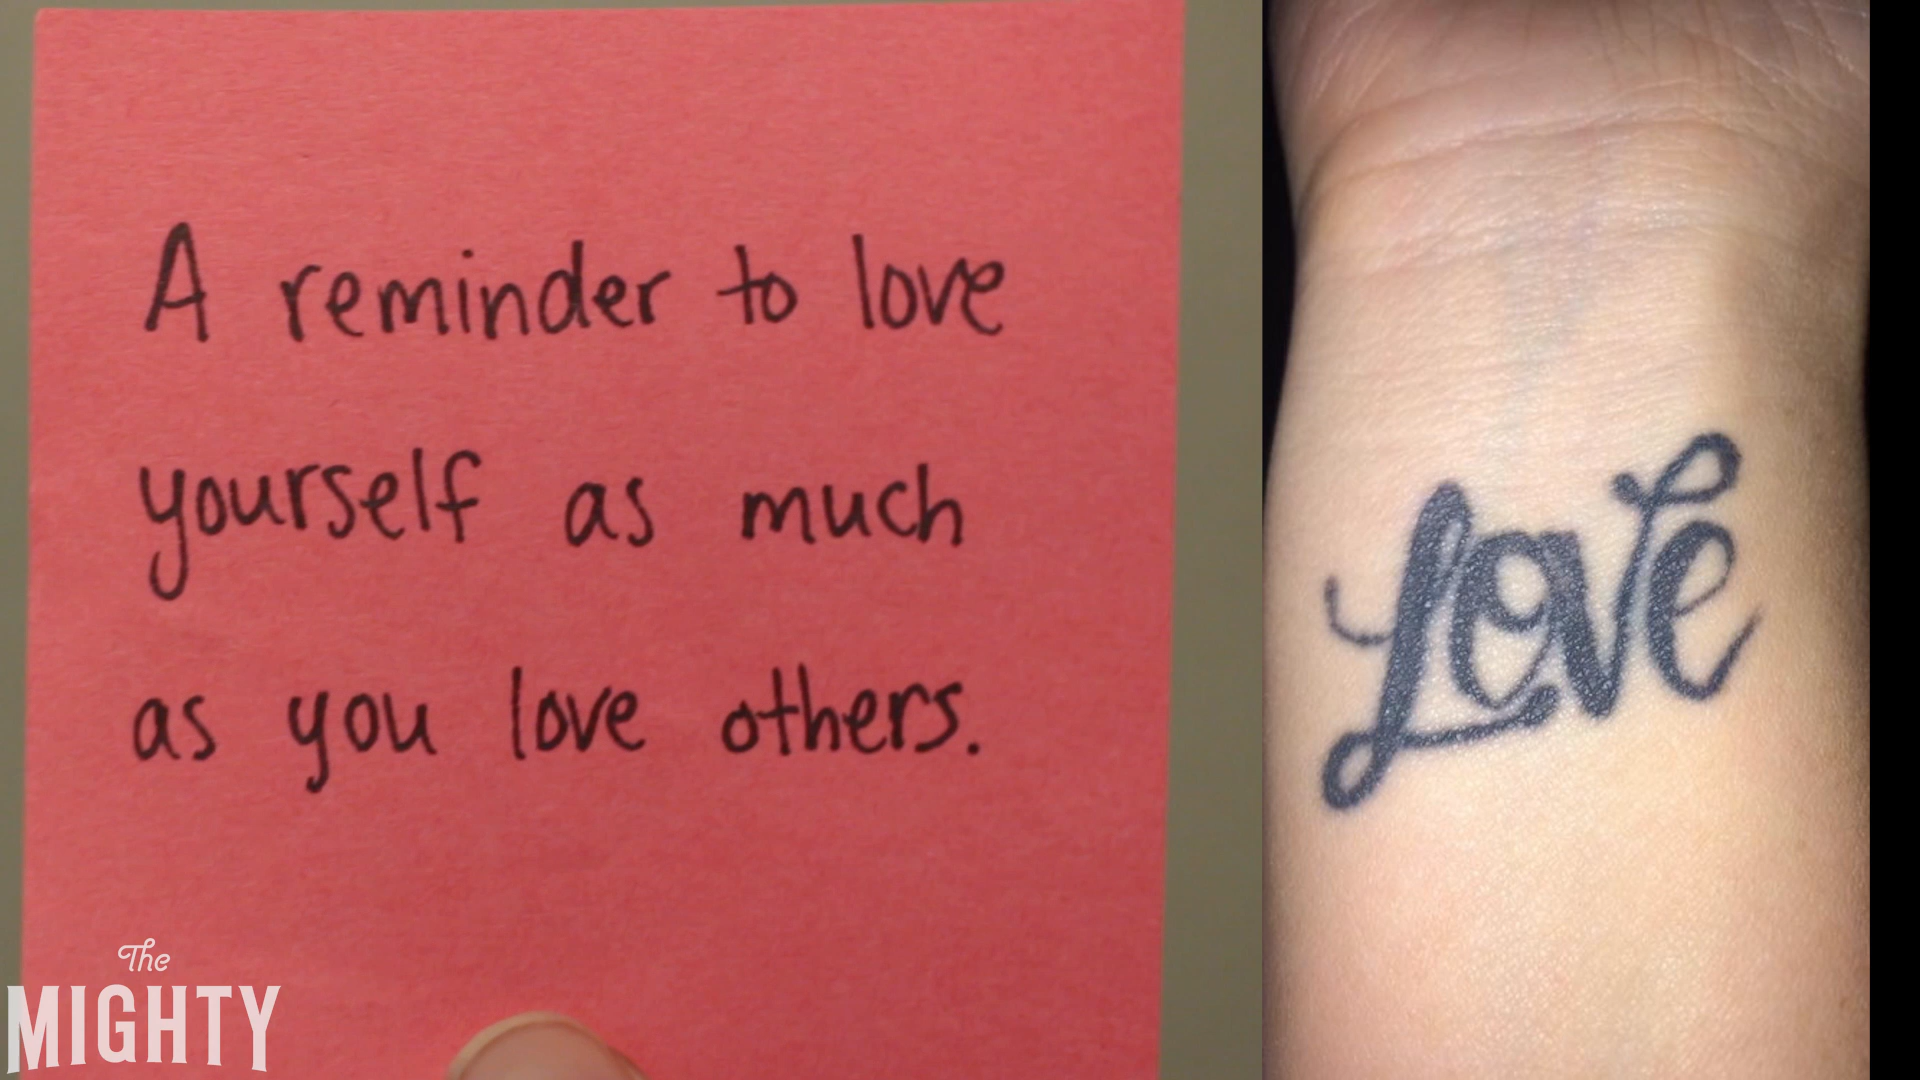 A reminder to love
yourself as much
as you love others.
Love
The
MIGHTY